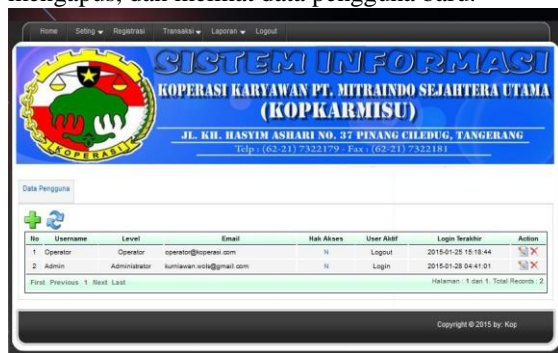 mengapus, dan melihat data pengguna baru.
Home Seting Registrasi Transaksi Laporan Logout
SISTEM INFORMASI
KOPERASI KARYAWAN PT. MITRAINDO SEJAHTERA UTAMA
(KOPKARMISU)
JL. KH. HASYIM ASHARI NO. 37 PINANG CILEDUG, TANGERANG
Telp : (62-21) 7322179 - Fax : (62-21) 7322181
KOPERASI
Data Pengguna
No Username Level Email Hak Akses User Aktif Login Terakhir Action
1 Operator Operator operator@koperasi.com N Logout 2015-01-25 15:18:44
2 Admin Administrator kurniawan.wols@gmail.com N Login 2015-01-28 04:41:01
First Previous 1 Next Last Halaman : 1 dari 1. Total Records : 2
Copyright © 2015 by: Kop